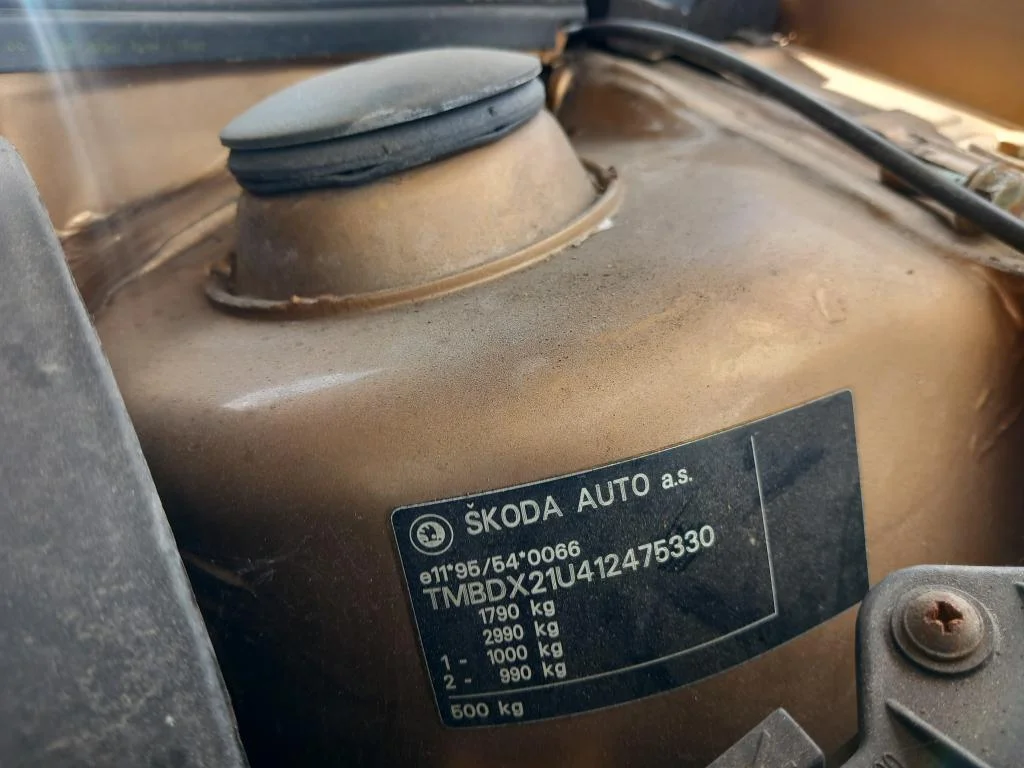 ŠKODA AUTO a.s.
e11*95/54*0066
TMBDX21U412475330
1790 kg
2990 kg
1 - 1000 kg
2 - 990 kg
500 kg